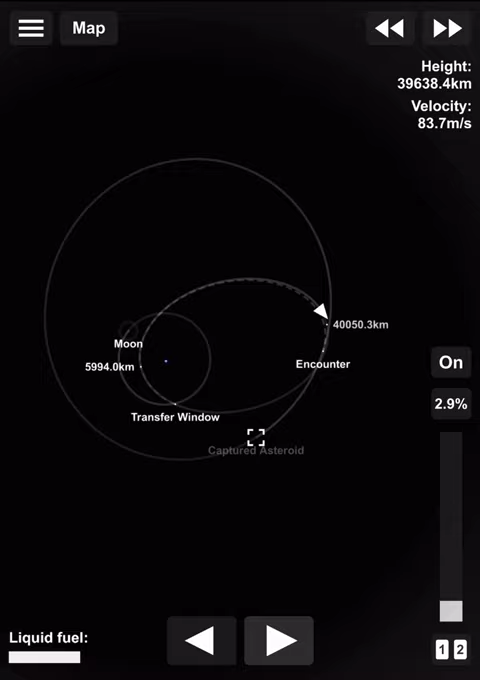 Map
Height:
39638.4km
Velocity:
83.7m/s
40050.3km
Moon
5994.0km
Encounter
On
Transfer Window
2.9%
Captured Asteroid
Liquid fuel:
1 2